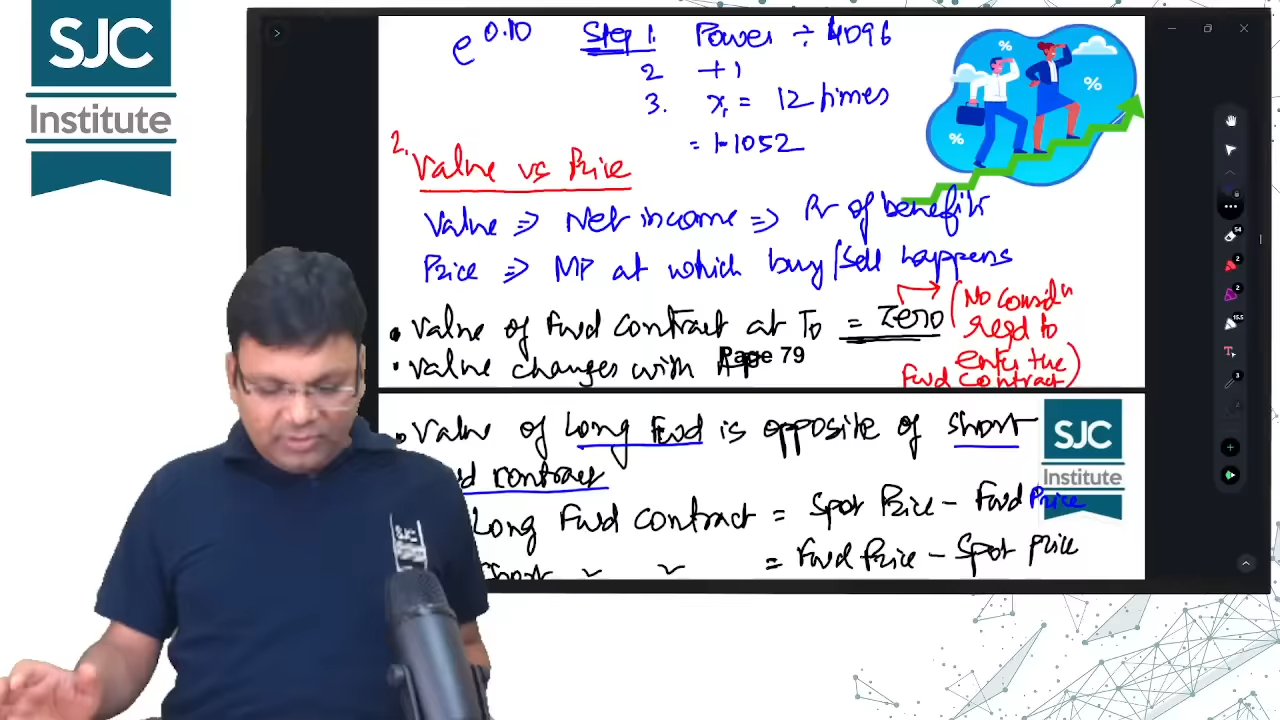 SJC
Institute
e^0.10 Step 1. Power ÷ 4096
2 +1
3. x, = 12 times
= 1.1052
2. Value vs Price
Value ⇒ Net income ⇒ Pv of benefits
Price ⇒ MP at which buy/sell happens
• Value of Fwd contract at T0 = Zero
(No consid^n
reqd to
enter the
Fwd contract)
• Value changes with
Page 79
• Value of Long Fwd is opposite of short
contract
Long Fwd contract = Spot Price - Fwd Price
Short " " = Fwd Price - Spot price
SJC
Institute
SJC
% % %